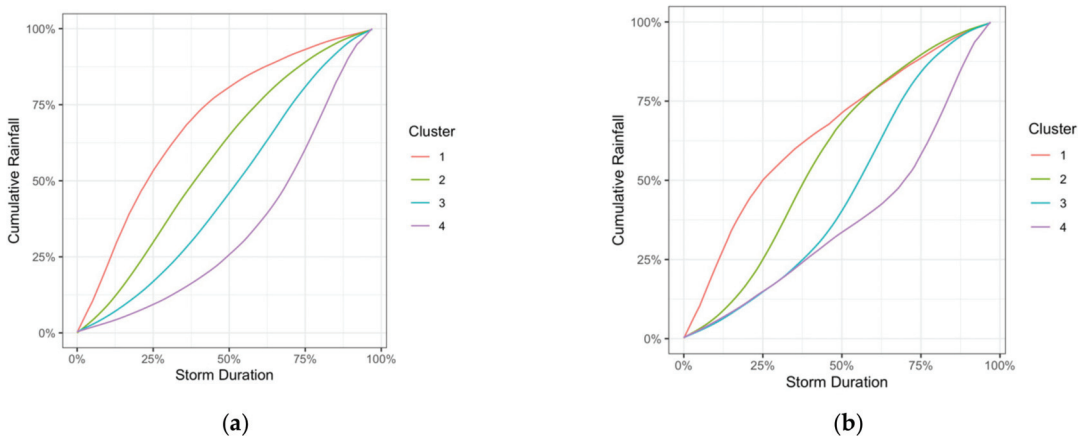 100%
75%
50%
25%
0%
Cumulative Rainfall
0% 25% 50% 75% 100%
Storm Duration
Cluster
1
2
3
4
(a)
100%
75%
50%
25%
0%
Cumulative Rainfall
0% 25% 50% 75% 100%
Storm Duration
Cluster
1
2
3
4
(b)